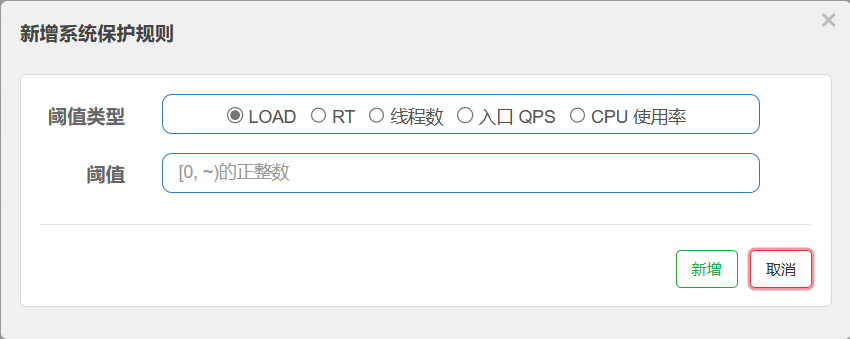 新增系统保护规则
×
阈值类型
LOAD RT 线程数 入口 QPS CPU 使用率
阈值
[0, ~)的正整数
新增 取消